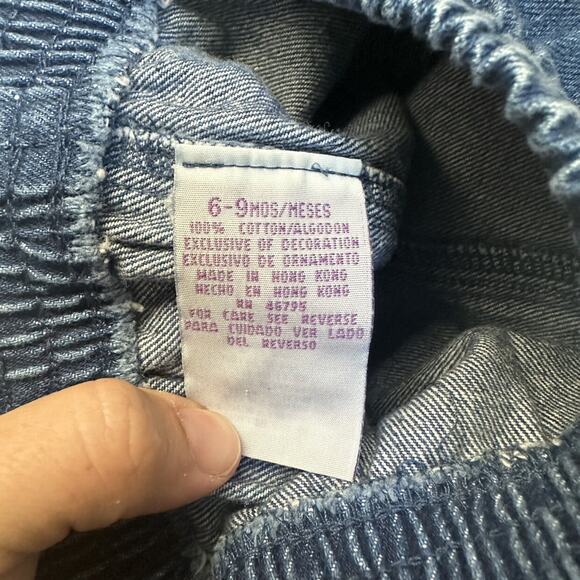 6-9MOS/MESES
100% COTTON/ALGODON
EXCLUSIVE OF DECORATION
EXCLUSIVO DE ORNAMENTO
MADE IN HONG KONG
HECHO EN HONG KONG
RN 46795
FOR CARE SEE REVERSE
PARA CUIDADO VER LADO
DEL REVERSO